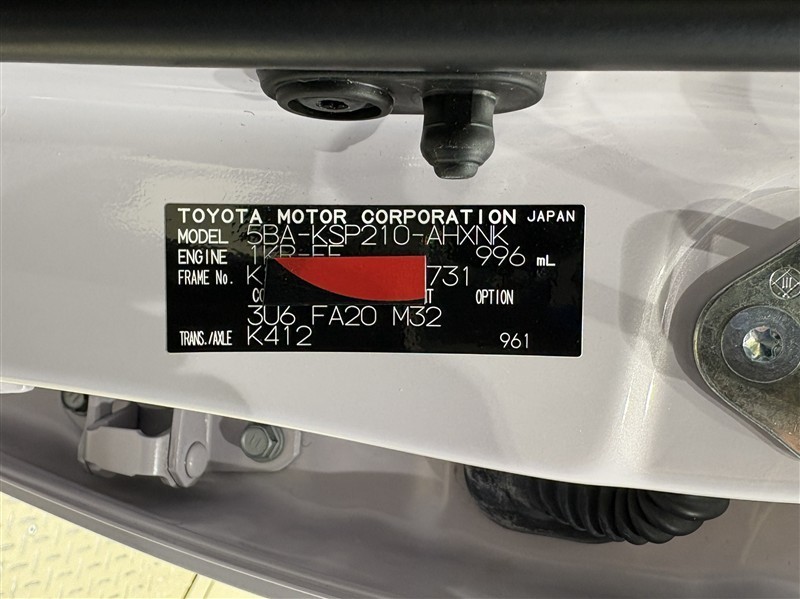 TOYOTA MOTOR CORPORATION JAPAN
MODEL 5BA-KSP210-AHXNK
ENGINE 996 mL
FRAME No. K 731
OPTION
3U6 FA20 M32
TRANS./AXLE K412 961